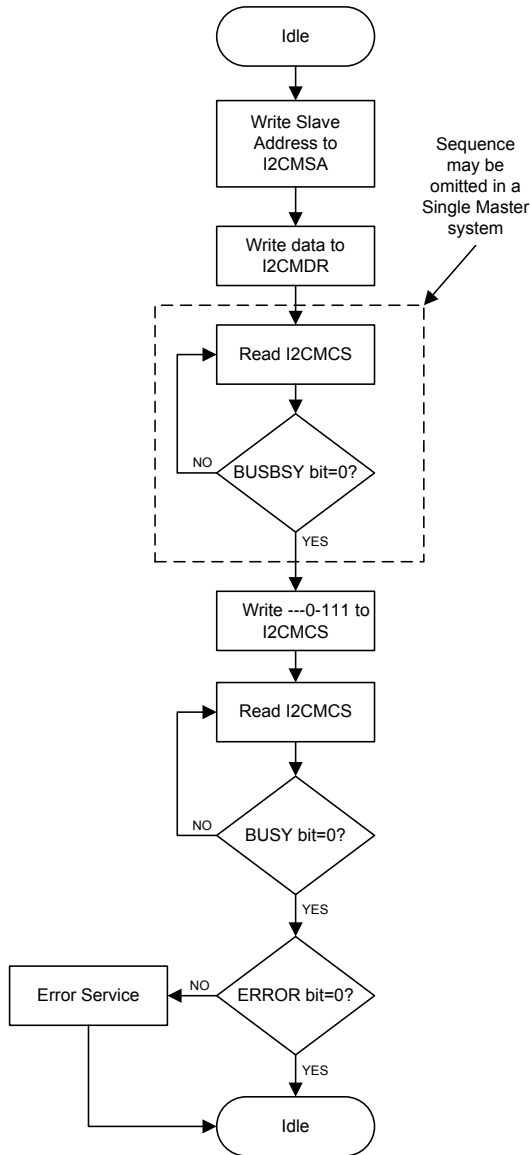 Idle
Write Slave
Address to
I2CMSA
Sequence
may be
omitted in a
Single Master
system
Write data to
I2CMDR
Read I2CMCS
NO
BUSBSY bit=0?
YES
Write ---0-111 to
I2CMCS
Read I2CMCS
NO
BUSY bit=0?
YES
Error Service
NO
ERROR bit=0?
YES
Idle